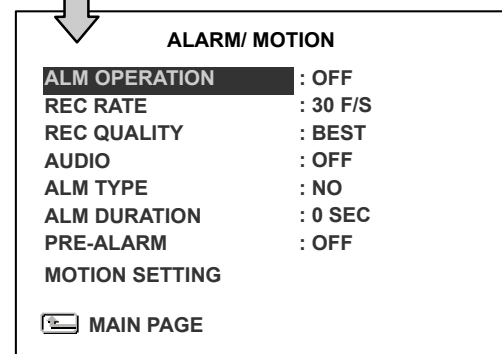 ALARM/ MOTION
ALM OPERATION : OFF
REC RATE : 30 F/S
REC QUALITY : BEST
AUDIO : OFF
ALM TYPE : NO
ALM DURATION : 0 SEC
PRE-ALARM : OFF
MOTION SETTING
MAIN PAGE